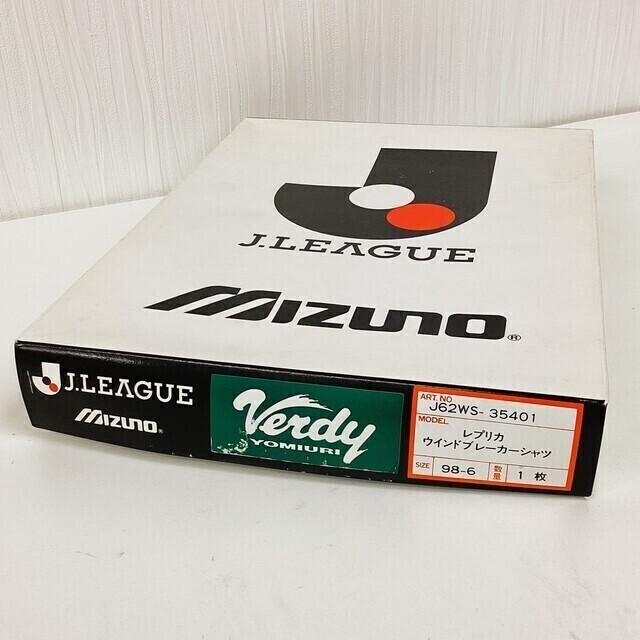 J.LEAGUE
MIZUNO®
J.LEAGUE
MIZUNO®
Verdy
YOMIURI
ART. NO
J62WS-35401
MODEL
レプリカ
ウインドブレーカーシャツ
SIZE 98-6 数量 1 枚